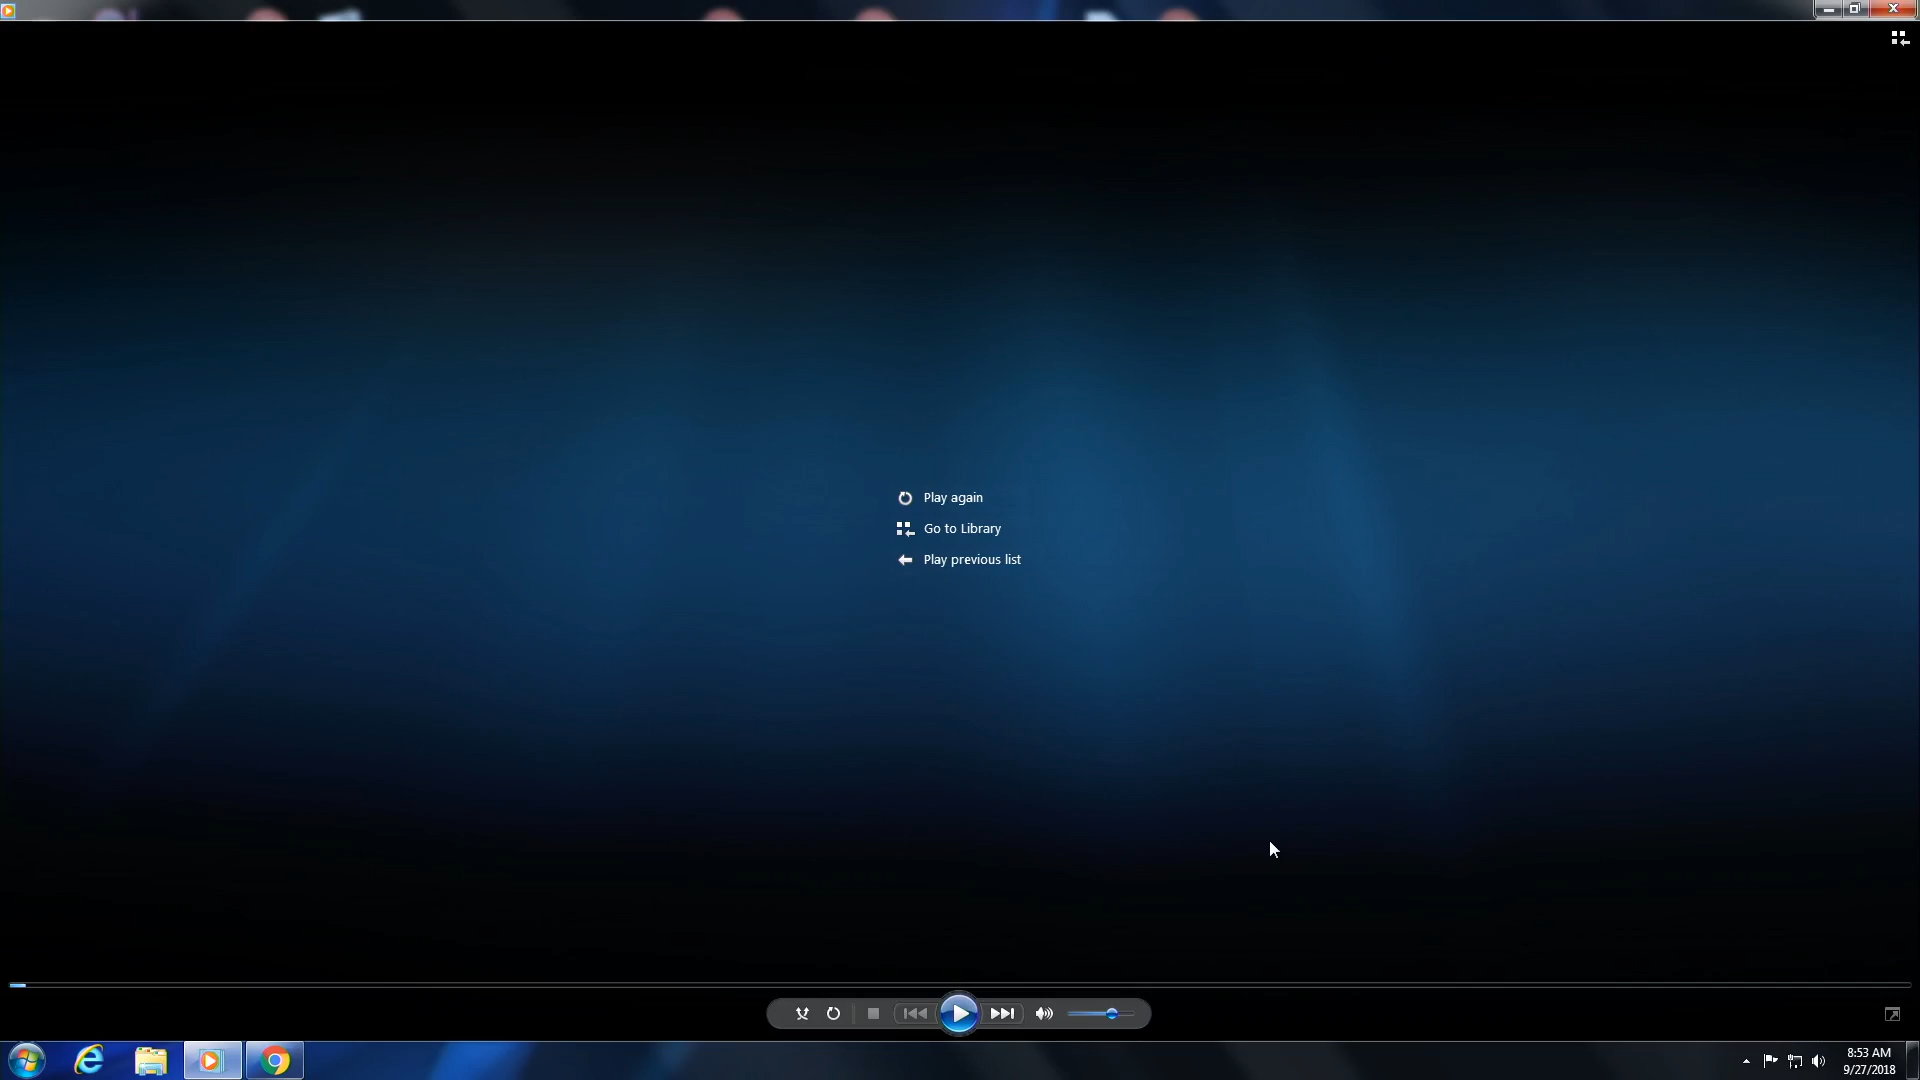 Play again
Go to Library
Play previous list
8:53 AM
9/27/2018